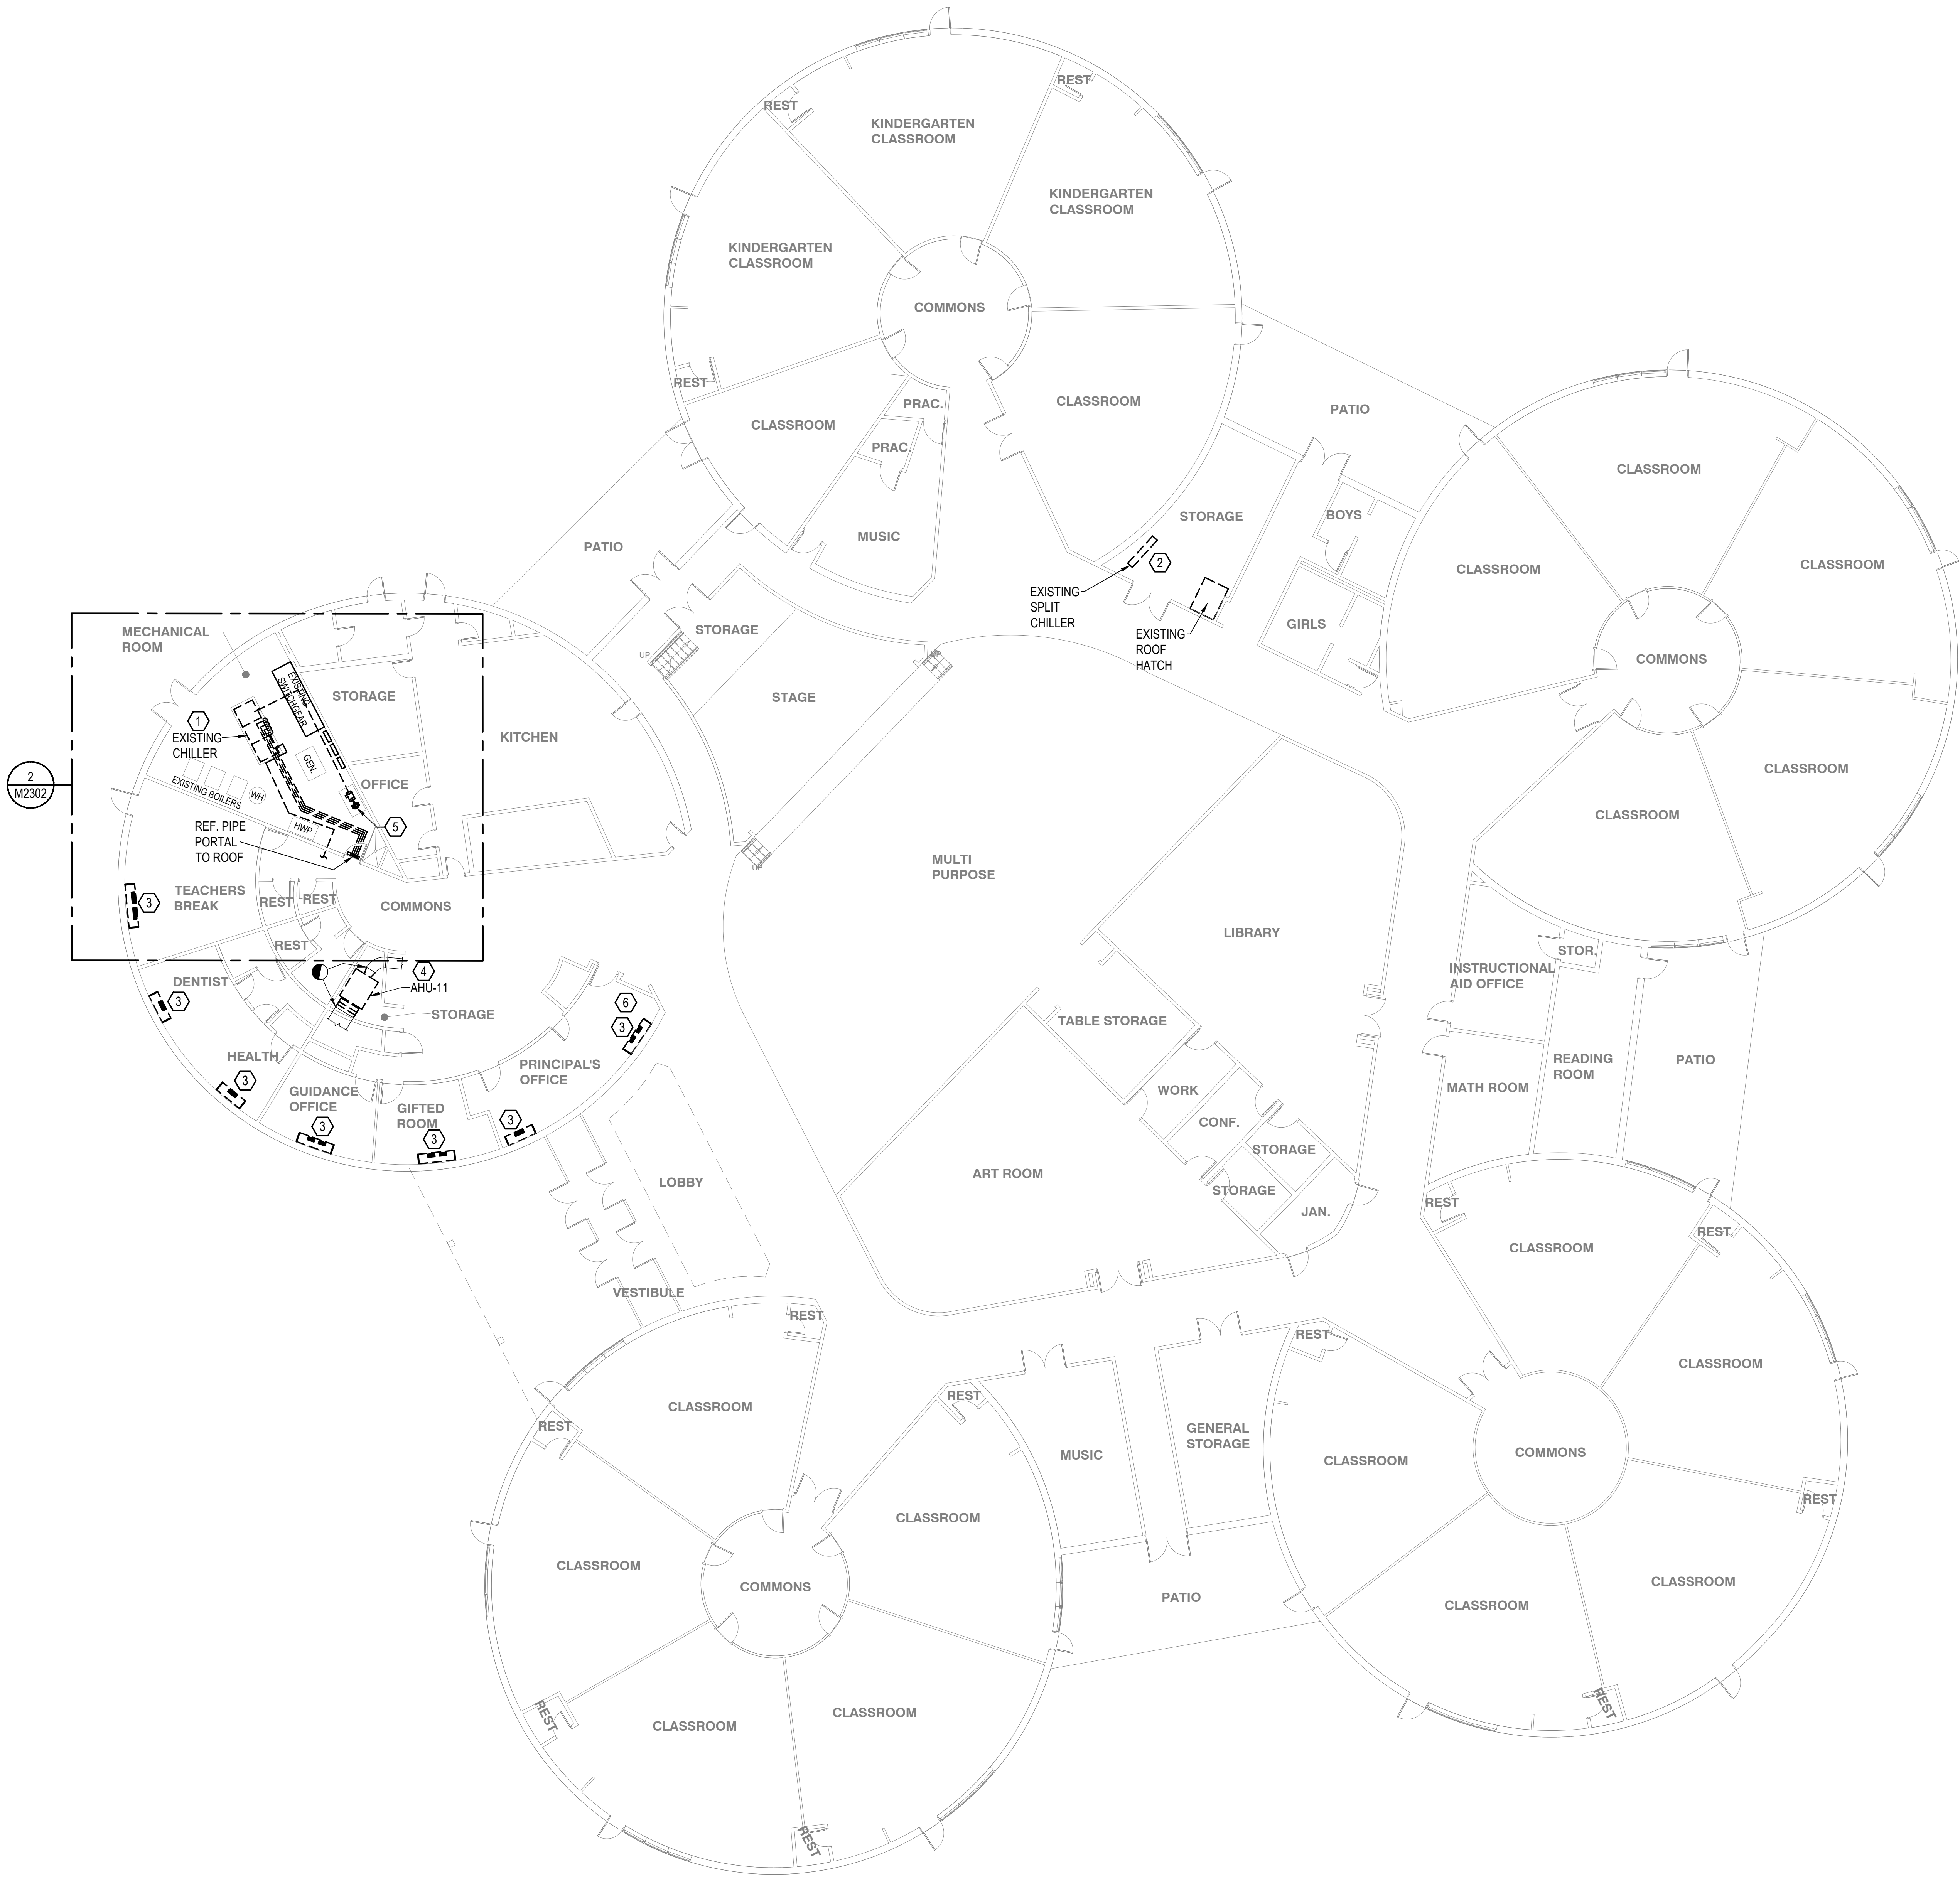 REST
REST
KINDERGARTEN
CLASSROOM
KINDERGARTEN
CLASSROOM
KINDERGARTEN
CLASSROOM
COMMONS
REST
CLASSROOM
PRAC.
PRAC.
MUSIC
CLASSROOM
PATIO
STORAGE
BOYS
GIRLS
2
EXISTING
SPLIT
CHILLER
EXISTING
ROOF
HATCH
CLASSROOM
CLASSROOM
CLASSROOM
COMMONS
CLASSROOM
CLASSROOM
PATIO
STORAGE
UP
UP
STAGE
UP
MECHANICAL
ROOM
EXISTING
SWITCHGEAR
STORAGE
1
EXISTING
CHILLER
GEN.
KITCHEN
OFFICE
EXISTING BOILERS
WH
HWP
5
2
M2302
REF. PIPE
PORTAL
TO ROOF
TEACHERS
BREAK
3
REST
REST
COMMONS
REST
DENTIST
3
4
AHU-11
STORAGE
6
3
HEALTH
3
PRINCIPAL'S
OFFICE
GUIDANCE
OFFICE
3
GIFTED
ROOM
3
3
MULTI
PURPOSE
LIBRARY
TABLE STORAGE
WORK
CONF.
STORAGE
STORAGE
JAN.
ART ROOM
STOR.
INSTRUCTIONAL
AID OFFICE
READING
ROOM
MATH ROOM
PATIO
LOBBY
VESTIBULE
REST
CLASSROOM
REST
REST
CLASSROOM
CLASSROOM
COMMONS
REST
CLASSROOM
CLASSROOM
REST
MUSIC
GENERAL
STORAGE
PATIO
REST
REST
CLASSROOM
REST
CLASSROOM
CLASSROOM
COMMONS
REST
CLASSROOM
CLASSROOM
REST